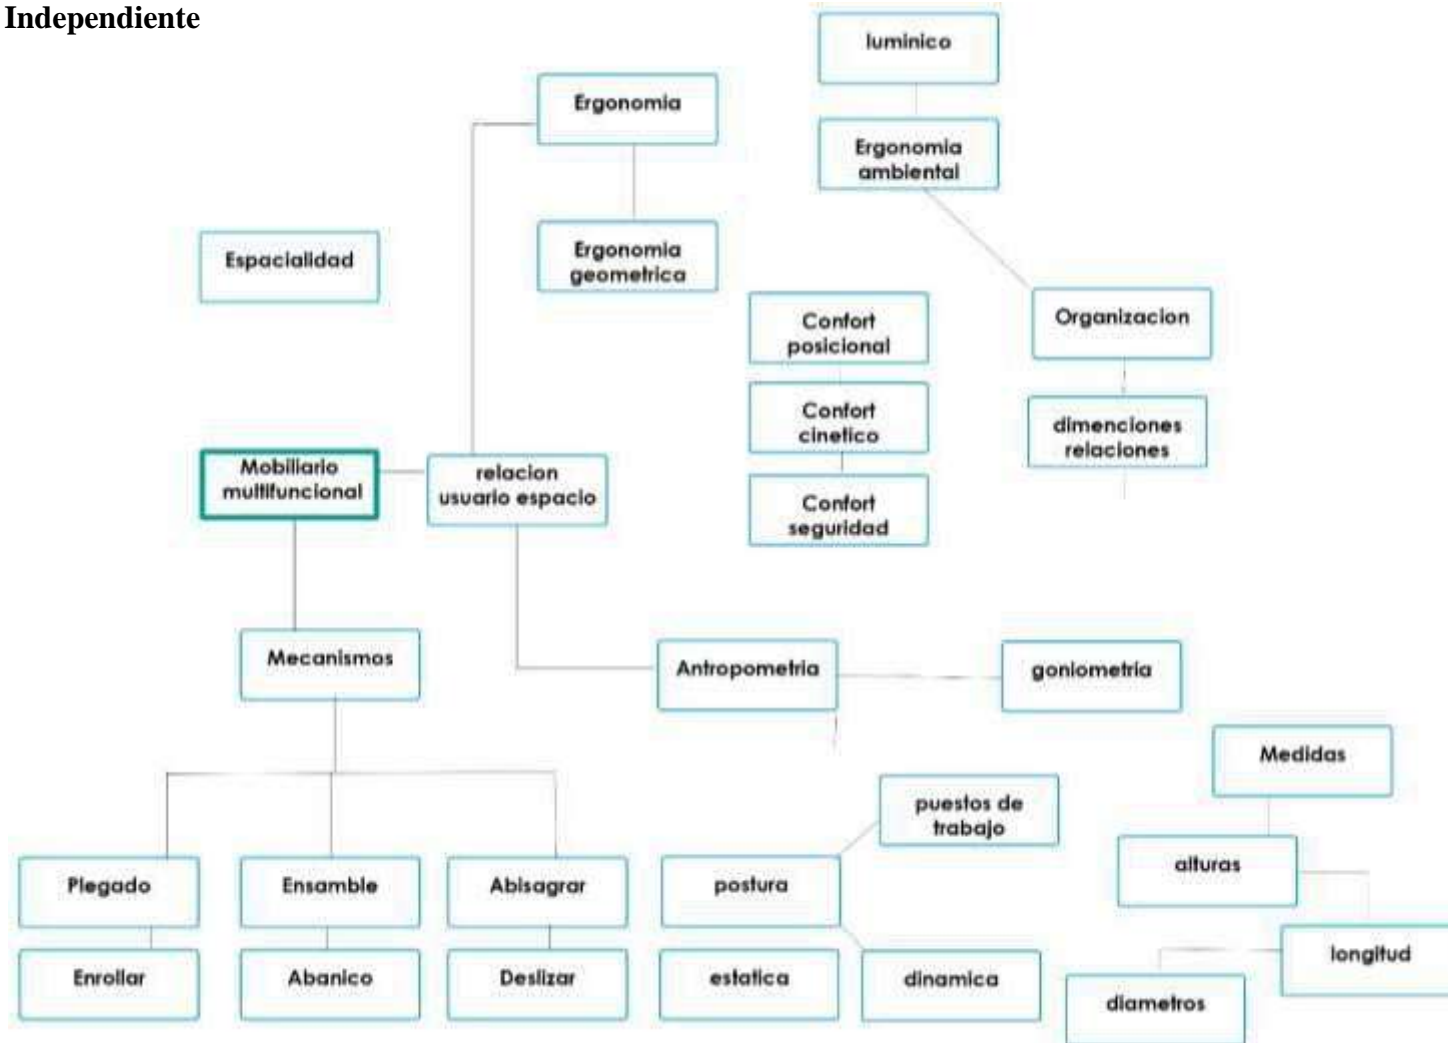 Independiente
luminico
Ergonomia
Ergonomia
ambiental
Espacialidad
Ergonomia
geometrica
Confort
posicional
Organizacion
Confort
cinetico
dimenciones
relaciones
Mobiliario
multifuncional
relacion
usuario espacio
Confort
seguridad
Mecanismos
Antropometria
goniometria
Medidas
puestos de
trabajo
alturas
Plegado
Ensamble
Abisagrar
postura
longitud
Enrollar
Abanico
Deslizar
estatica
dinamica
diametros